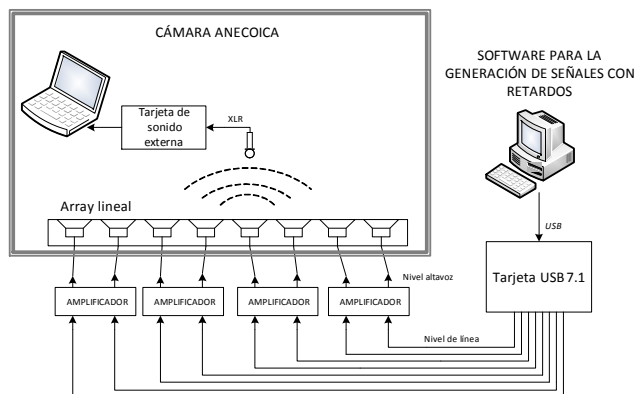 CÁMARA ANECOICA
SOFTWARE PARA LA
GENERACIÓN DE SEÑALES CON
RETARDOS
Tarjeta de
sonido
externa
XLR
Array lineal
USB
Tarjeta USB 7.1
Nivel altavoz
AMPLIFICADOR
AMPLIFICADOR
AMPLIFICADOR
AMPLIFICADOR
Nivel de línea